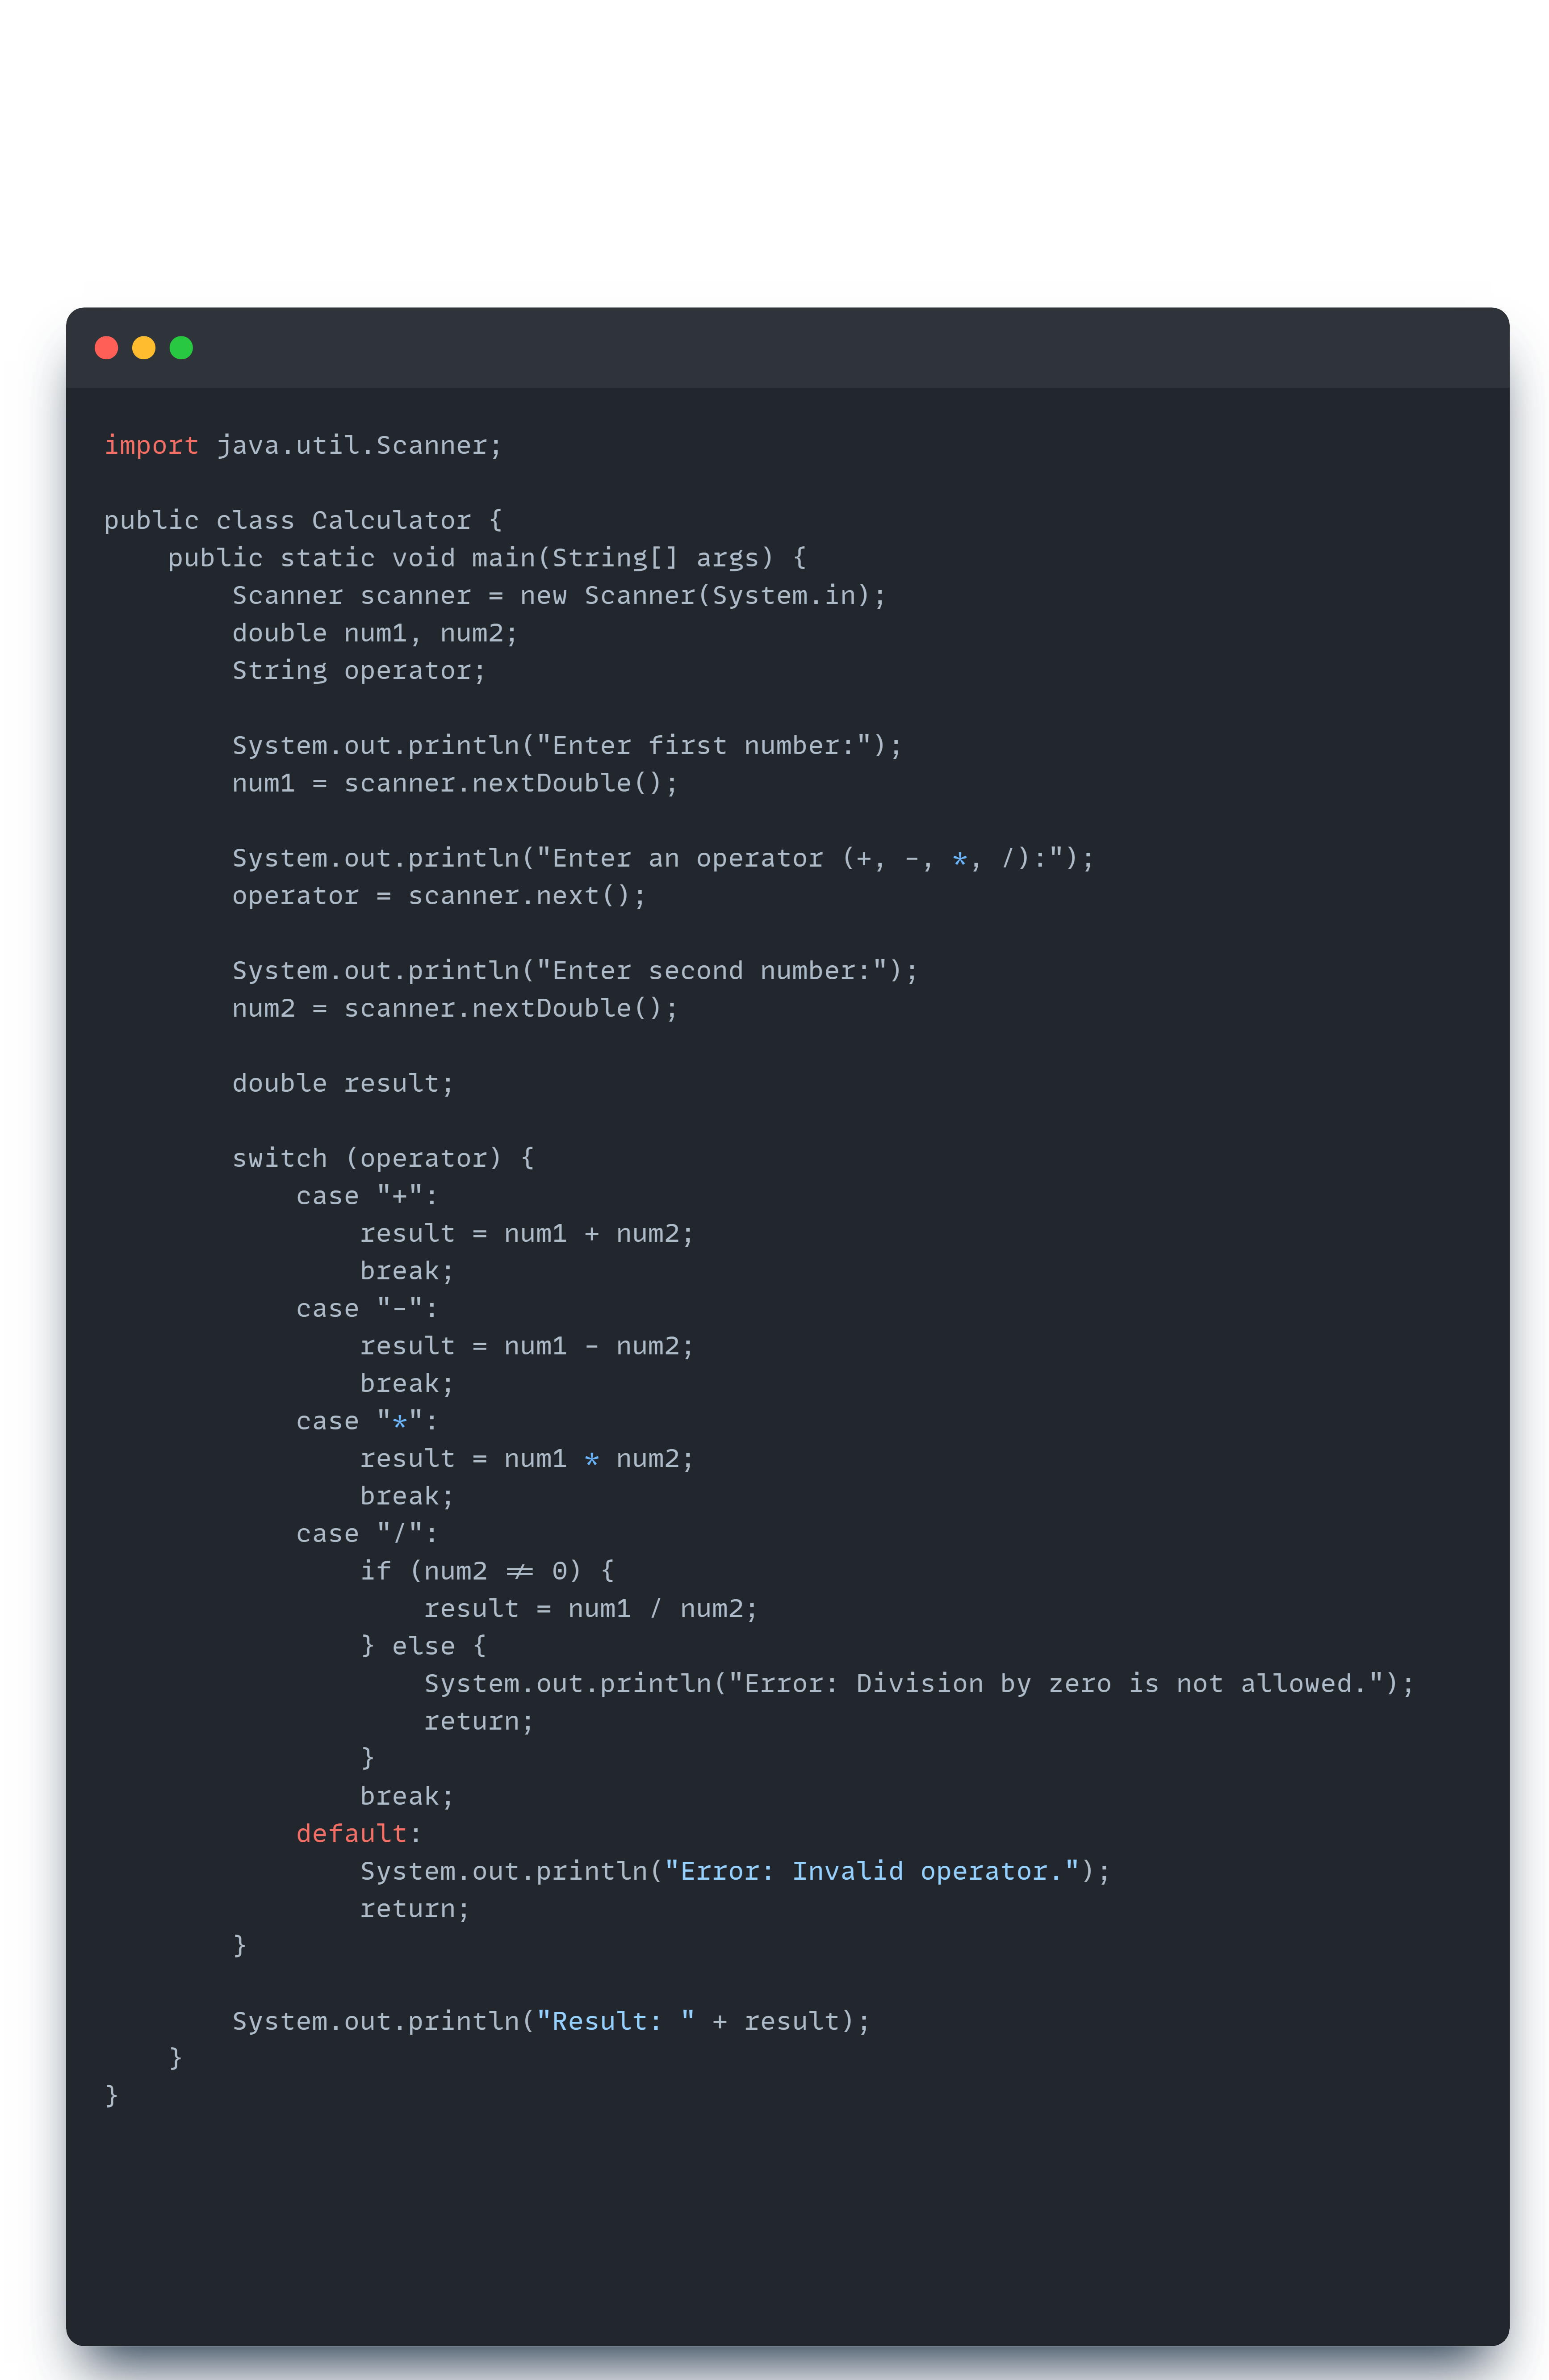 import java.util.Scanner;

public class Calculator {
    public static void main(String[] args) {
        Scanner scanner = new Scanner(System.in);
        double num1, num2;
        String operator;

        System.out.println("Enter first number:");
        num1 = scanner.nextDouble();

        System.out.println("Enter an operator (+, -, *, /):");
        operator = scanner.next();

        System.out.println("Enter second number:");
        num2 = scanner.nextDouble();

        double result;

        switch (operator) {
            case "+":
                result = num1 + num2;
                break;
            case "-":
                result = num1 - num2;
                break;
            case "*":
                result = num1 * num2;
                break;
            case "/":
                if (num2 != 0) {
                    result = num1 / num2;
                } else {
                    System.out.println("Error: Division by zero is not allowed.");
                    return;
                }
                break;
            default:
                System.out.println("Error: Invalid operator.");
                return;
        }

        System.out.println("Result: " + result);
    }
}